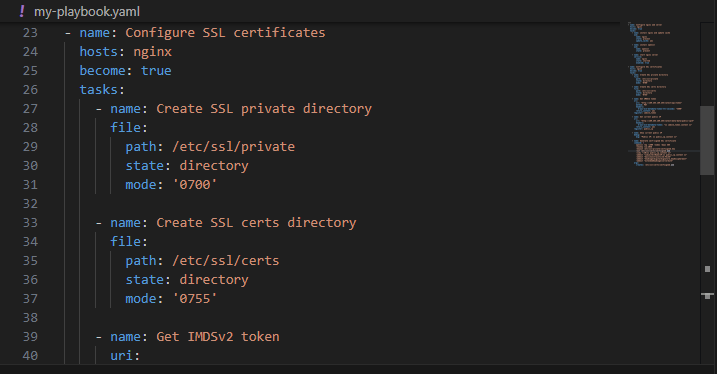 ! my-playbook.yaml
23 - name: Configure SSL certificates
24 hosts: nginx
25 become: true
26 tasks:
27 - name: Create SSL private directory
28 file:
29 path: /etc/ssl/private
30 state: directory
31 mode: '0700'
32
33 - name: Create SSL certs directory
34 file:
35 path: /etc/ssl/certs
36 state: directory
37 mode: '0755'
38
39 - name: Get IMDSv2 token
40 uri: